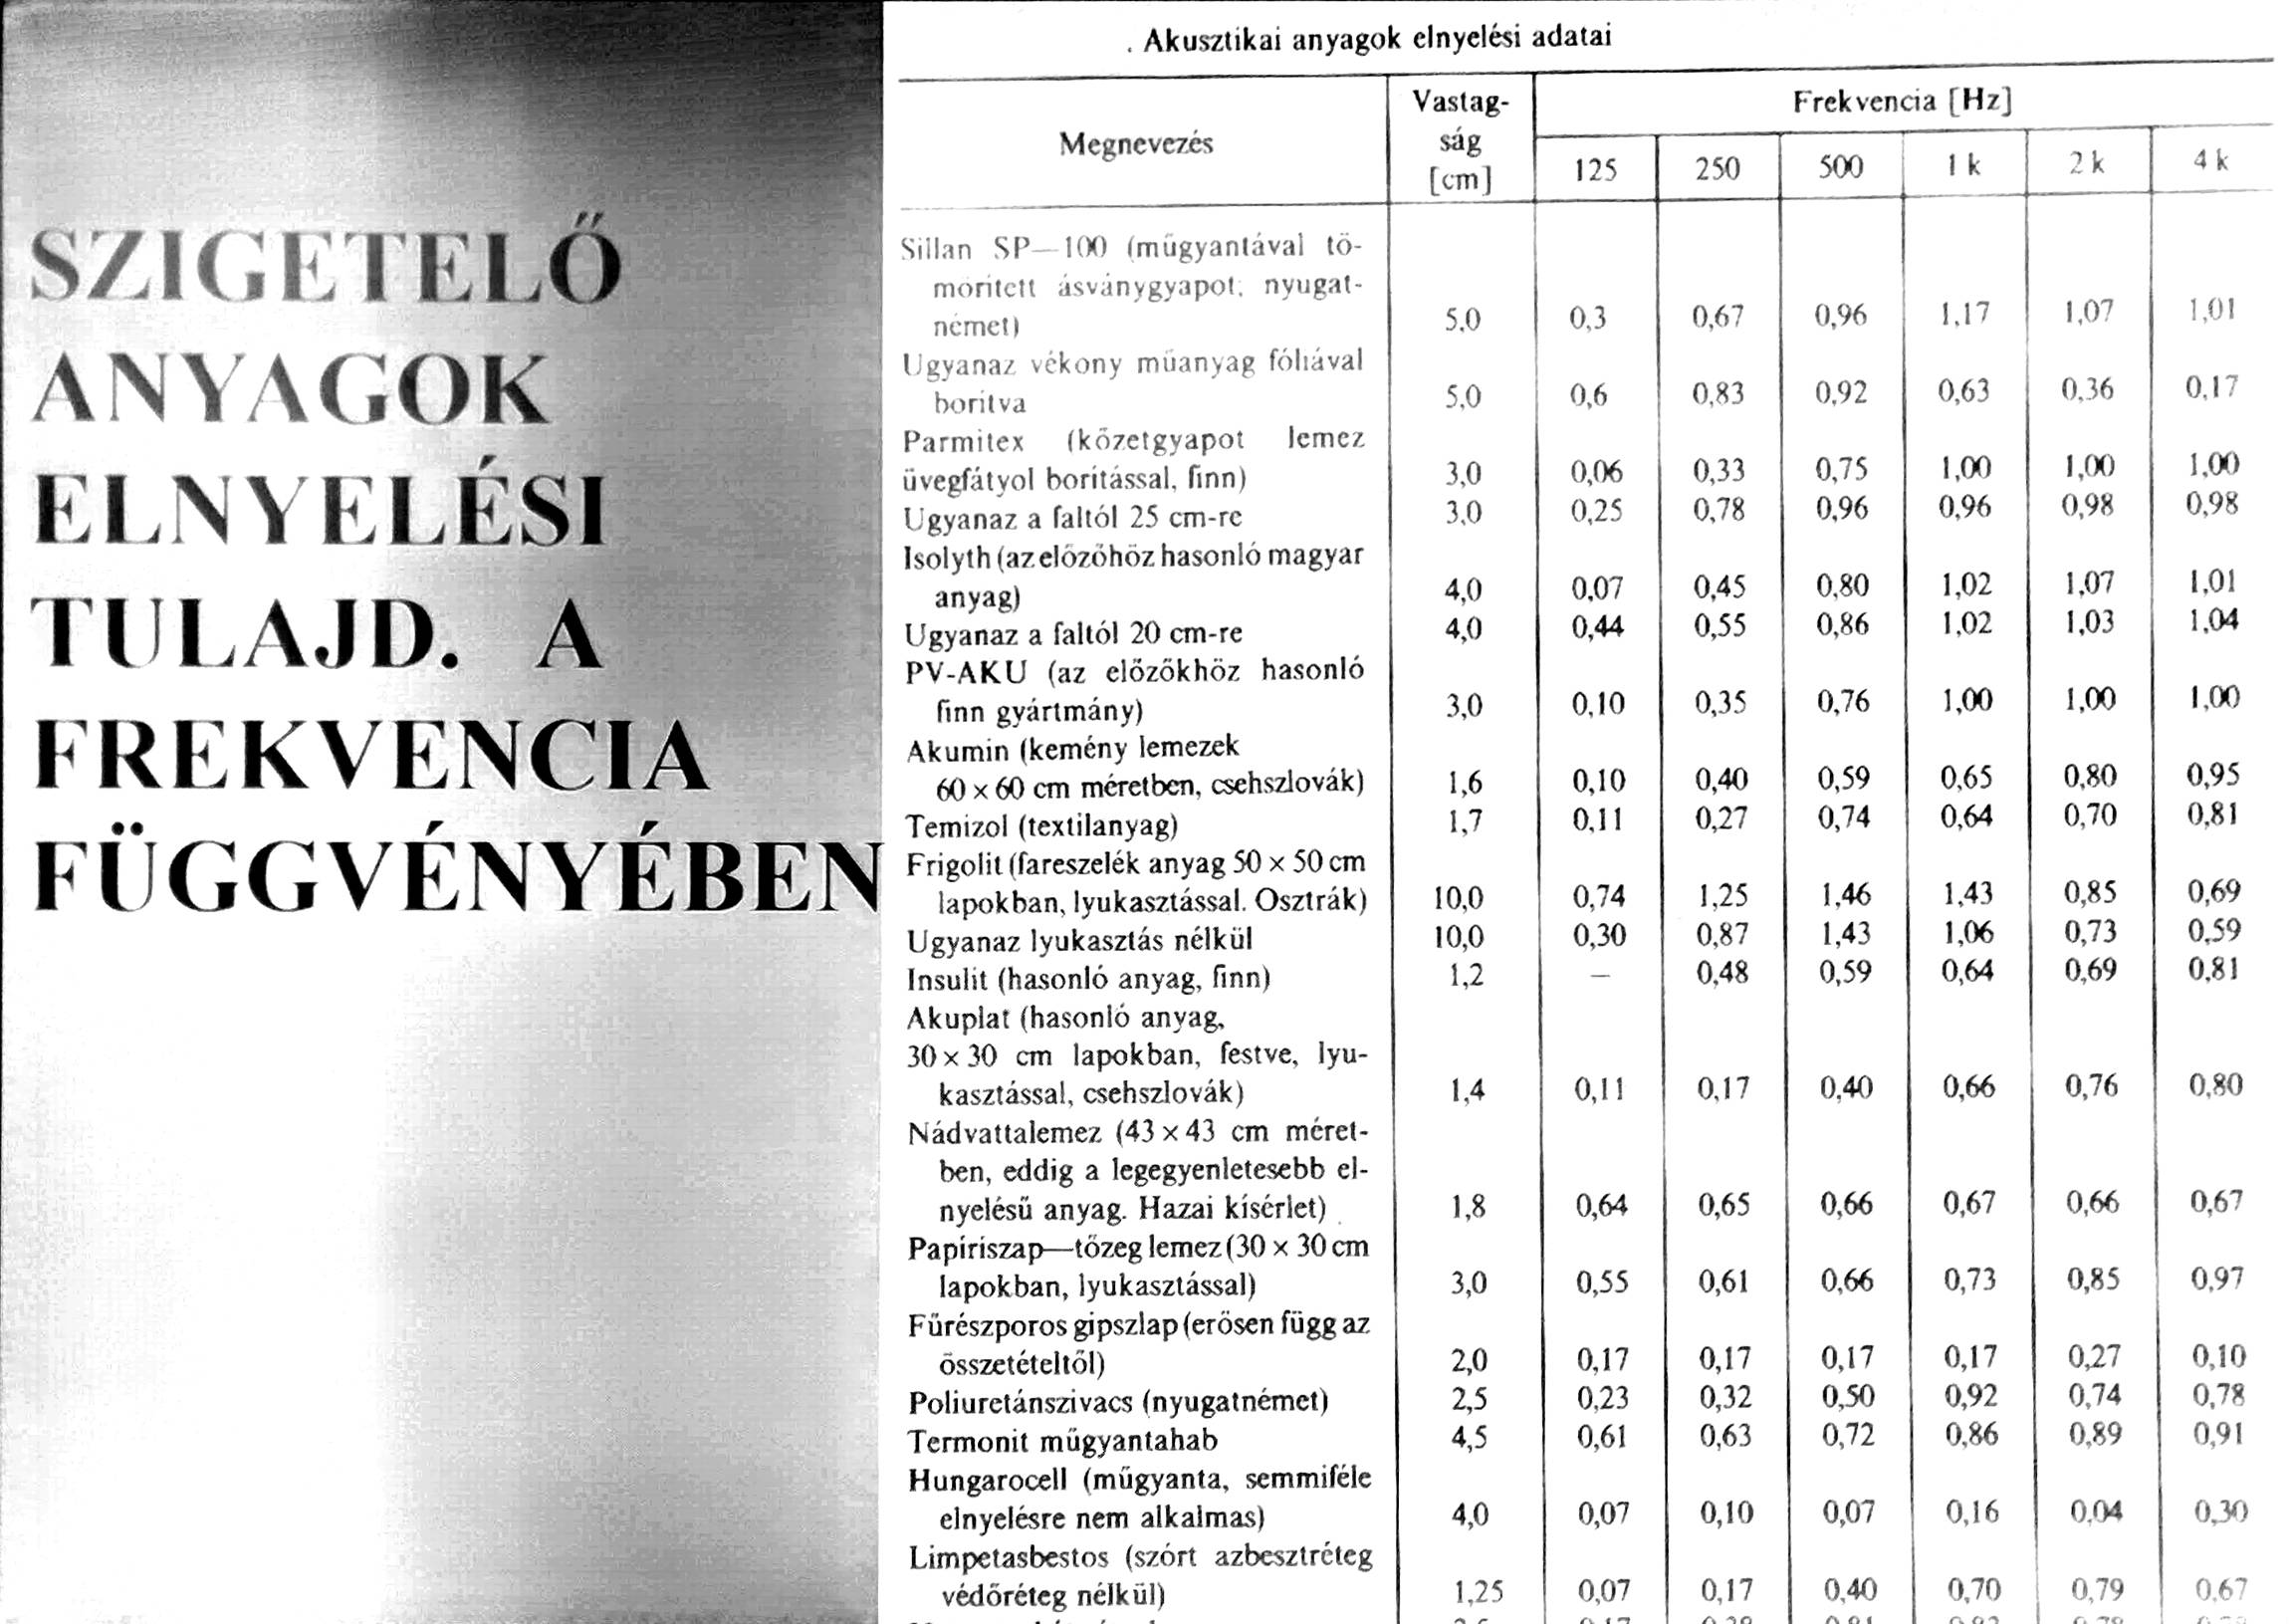 SZIGETELŐ
ANYAGOK
ELNYELÉSI
TULAJD. A
FREKVENCIA
FÜGGVÉNYÉBEN
. Akusztikai anyagok elnyelési adatai
Megnevezés Vastag- Frekvencia [Hz]
ság
[cm] 125 250 500 1 k 2 k 4 k
Sillan SP—100 (műgyantával tö-
mörített ásványgyapot; nyugat-
német) 5,0 0,3 0,67 0,96 1,17 1,07 1,01
Ugyanaz vékony műanyag fóliával
borítva 5,0 0,6 0,83 0,92 0,63 0,36 0,17
Parmitex (kőzetgyapot lemez
üvegfátyol borítással, finn) 3,0 0,06 0,33 0,75 1,00 1,00 1,00
Ugyanaz a faltól 25 cm-re 3,0 0,25 0,78 0,96 0,96 0,98 0,98
Isolyth (az előzőhöz hasonló magyar
anyag) 4,0 0,07 0,45 0,80 1,02 1,07 1,01
Ugyanaz a faltól 20 cm-re 4,0 0,44 0,55 0,86 1,02 1,03 1,04
PV-AKU (az előzőkhöz hasonló
finn gyártmány) 3,0 0,10 0,35 0,76 1,00 1,00 1,00
Akumin (kemény lemezek
60 × 60 cm méretben, csehszlovák) 1,6 0,10 0,40 0,59 0,65 0,80 0,95
Temizol (textilanyag) 1,7 0,11 0,27 0,74 0,64 0,70 0,81
Frigolit (fareszelék anyag 50 × 50 cm
lapokban, lyukasztással. Osztrák) 10,0 0,74 1,25 1,46 1,43 0,85 0,69
Ugyanaz lyukasztás nélkül 10,0 0,30 0,87 1,43 1,06 0,73 0,59
Insulit (hasonló anyag, finn) 1,2 — 0,48 0,59 0,64 0,69 0,81
Akuplat (hasonló anyag,
30 × 30 cm lapokban, festve, lyu-
kasztással, csehszlovák) 1,4 0,11 0,17 0,40 0,66 0,76 0,80
Nádvattalemez (43 × 43 cm méret-
ben, eddig a legegyenletesebb el-
nyelésű anyag. Hazai kísérlet) 1,8 0,64 0,65 0,66 0,67 0,66 0,67
Papíriszap—tőzeg lemez (30 × 30 cm
lapokban, lyukasztással) 3,0 0,55 0,61 0,66 0,73 0,85 0,97
Fűrészporos gipszlap (erősen függ az
összetételtől) 2,0 0,17 0,17 0,17 0,17 0,27 0,10
Poliuretánszivacs (nyugatnémet) 2,5 0,23 0,32 0,50 0,92 0,74 0,78
Termonit műgyantahab 4,5 0,61 0,63 0,72 0,86 0,89 0,91
Hungarocell (műgyanta, semmiféle
elnyelésre nem alkalmas) 4,0 0,07 0,10 0,07 0,16 0,04 0,30
Limpetasbestos (szórt azbesztréteg
védőréteg nélkül) 1,25 0,07 0,17 0,40 0,70 0,79 0,67